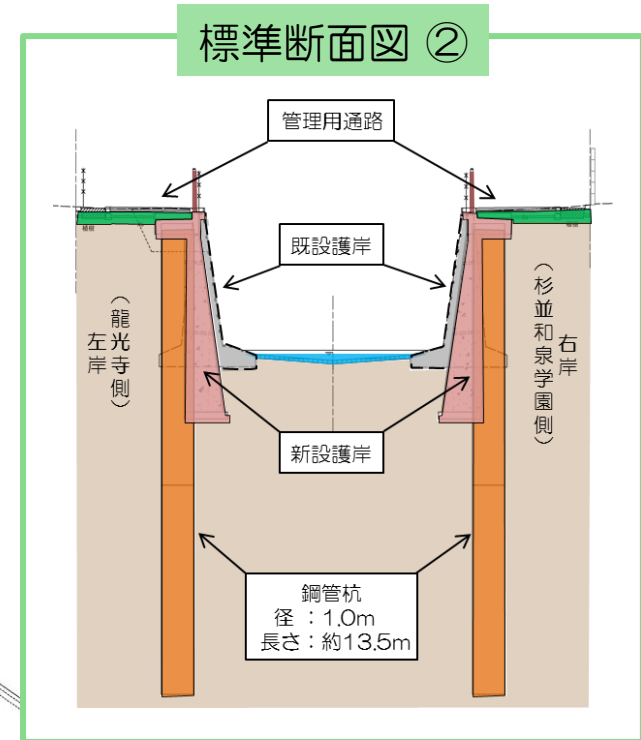 標準断面図 ②
管理用通路
既設護岸
左岸
（龍光寺側）
右岸
（杉並和泉学園側）
新設護岸
鋼管杭
径 ：1.0m
長さ：約13.5m